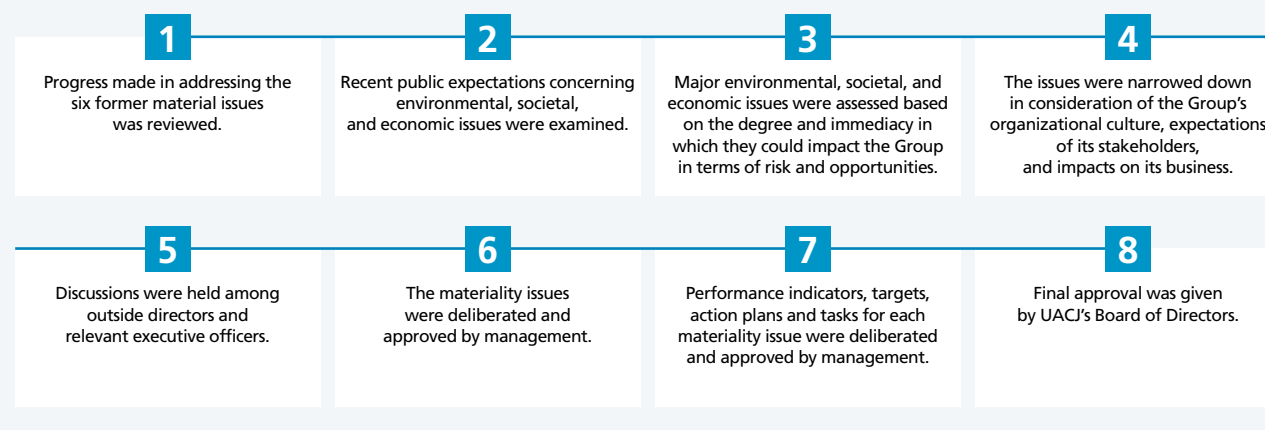 1
Progress made in addressing the
six former material issues
was reviewed.
2
Recent public expectations concerning
environmental, societal,
and economic issues were examined.
3
Major environmental, societal, and
economic issues were assessed based
on the degree and immediacy in
which they could impact the Group
in terms of risk and opportunities.
4
The issues were narrowed down
in consideration of the Group’s
organizational culture, expectations
of its stakeholders,
and impacts on its business.
5
Discussions were held among
outside directors and
relevant executive officers.
6
The materiality issues
were deliberated and
approved by management.
7
Performance indicators, targets,
action plans and tasks for each
materiality issue were deliberated
and approved by management.
8
Final approval was given
by UACJ’s Board of Directors.